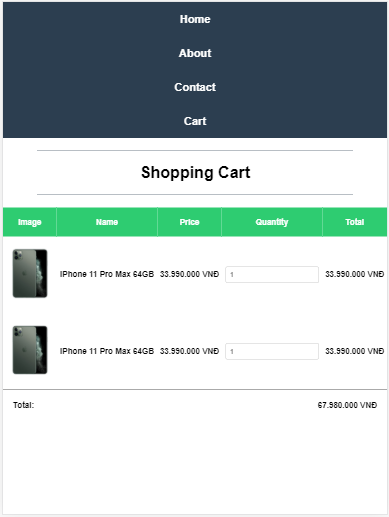 Home
About
Contact
Cart
Shopping Cart
Image Name Price Quantity Total
IPhone 11 Pro Max 64GB 33.990.000 VNĐ 1 33.990.000 VNĐ
IPhone 11 Pro Max 64GB 33.990.000 VNĐ 1 33.990.000 VNĐ
Total: 67.980.000 VNĐ